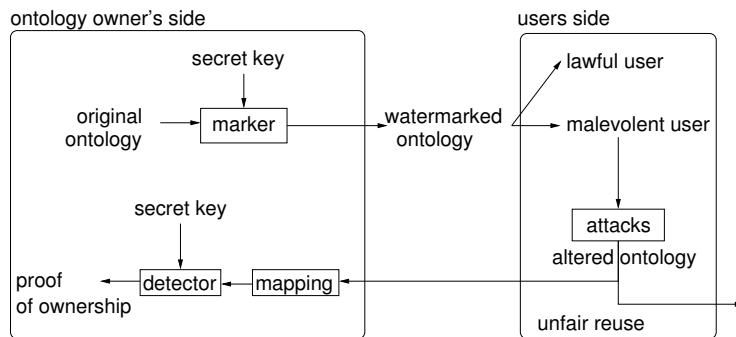 ontology owner's side
users side
secret key
lawful user
original
ontology
marker
watermarked
ontology
malevolent user
secret key
attacks
altered ontology
proof
of ownership
detector
mapping
unfair reuse